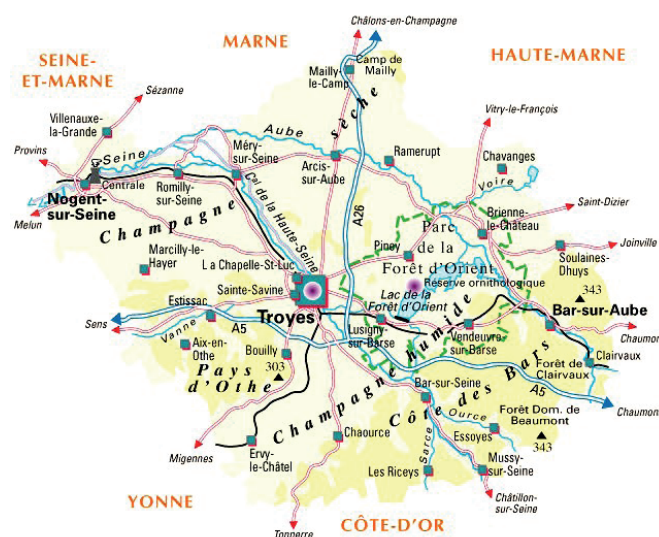 Châlons-en-Champagne
MARNE
Camp de
Mailly
Mailly-
le-Camp
HAUTE-MARNE
SEINE-
ET-MARNE
Sézanne
Villenauxe-
la-Grande
Vitry-le-François
Provins
Seine
Aube
sèche
Méry-
sur-Seine
Arcis-
sur-Aube
Ramerupt
Chavanges
Voire
Centrale
Nogent-
sur-Seine
Romilly-
sur-Seine
Melun
Champagne
al de la Haute-Seine
A26
Saint-Dizier
Brienne-
le-Château
Parc
de la
Forêt d'Orient
Piney
Joinville
Soulaines-
Dhuys
Marcilly-le-
Hayer
La Chapelle-St-Luc
Réserve ornithologique
Sainte-Savine
Lac de la
Forêt d'Orient
343
Estissac
Troyes
Bar-sur-Aube
Sens
Vanne
A5
Lusigny-
sur-Barse
Vendeuvre-
sur-Barse
Chaumon
Aix-en-
Othe
Bouilly
303
Pays
d'Othe
Champagne humide
Clairvaux
Forêt de
Clairvaux
Bar-sur-Seine
Côte des Bars
A5
Chaumon
Ource
Forêt Dom. de
Beaumont
343
Essoyes
Chaource
Sarce
Migennes
Ervy-
le-Châtel
Les Riceys
Mussy-
sur-Seine
Châtillon-
sur-Seine
YONNE
Tonnerre
CÔTE-D'OR